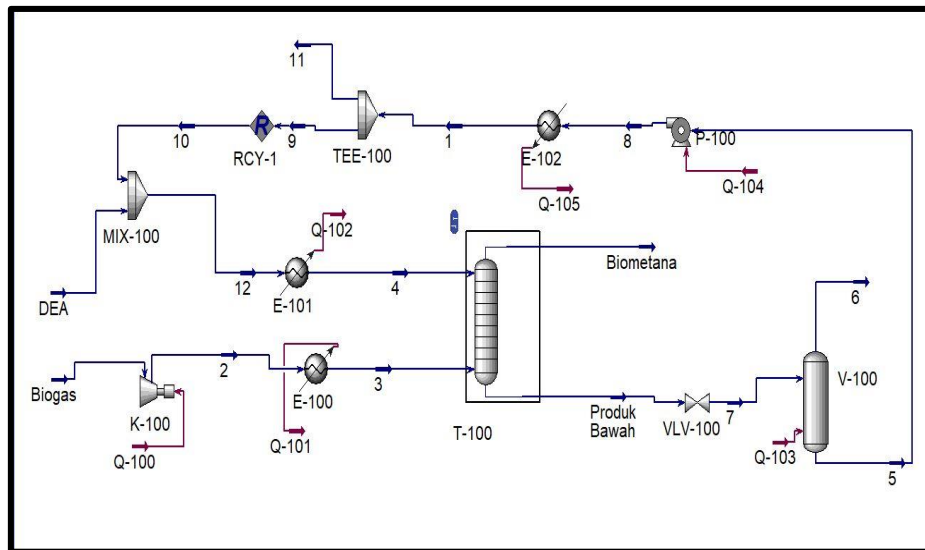 11
10
RCY-1
9
TEE-100
1
E-102
8
P-100
Q-105
Q-104
MIX-100
Q-102
DEA
12
E-101
4
Biometana
6
Biogas
K-100
2
E-100
3
Q-100
Q-101
T-100
Produk
Bawah
VLV-100
7
V-100
Q-103
5
R